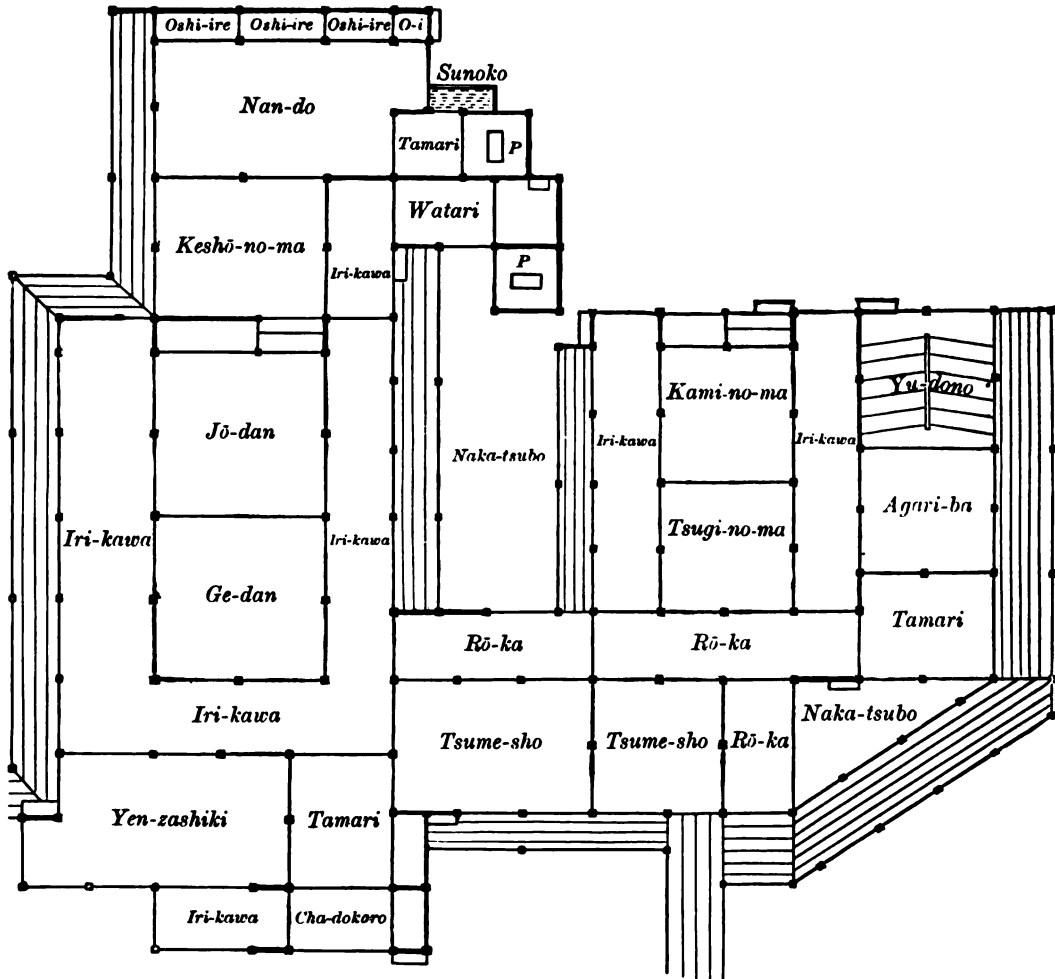 Oshi-ire Oshi-ire Oshi-ire O-i
Sunoko
Nan-do
Tamari P
Watari
Keshō-no-ma
P
Iri-kawa
Kami-no-ma
Yu-dono
Jō-dan
Iri-kawa
Iri-kawa
Naka-tsubo
Agari-ba
Tsugi-no-ma
Iri-kawa
Iri-kawa
Ge-dan
Tamari
Rō-ka
Rō-ka
Iri-kawa
Naka-tsubo
Tsume-sho
Tsume-sho
Rō-ka
Yen-zashiki
Tamari
Iri-kawa
Cha-dokoro